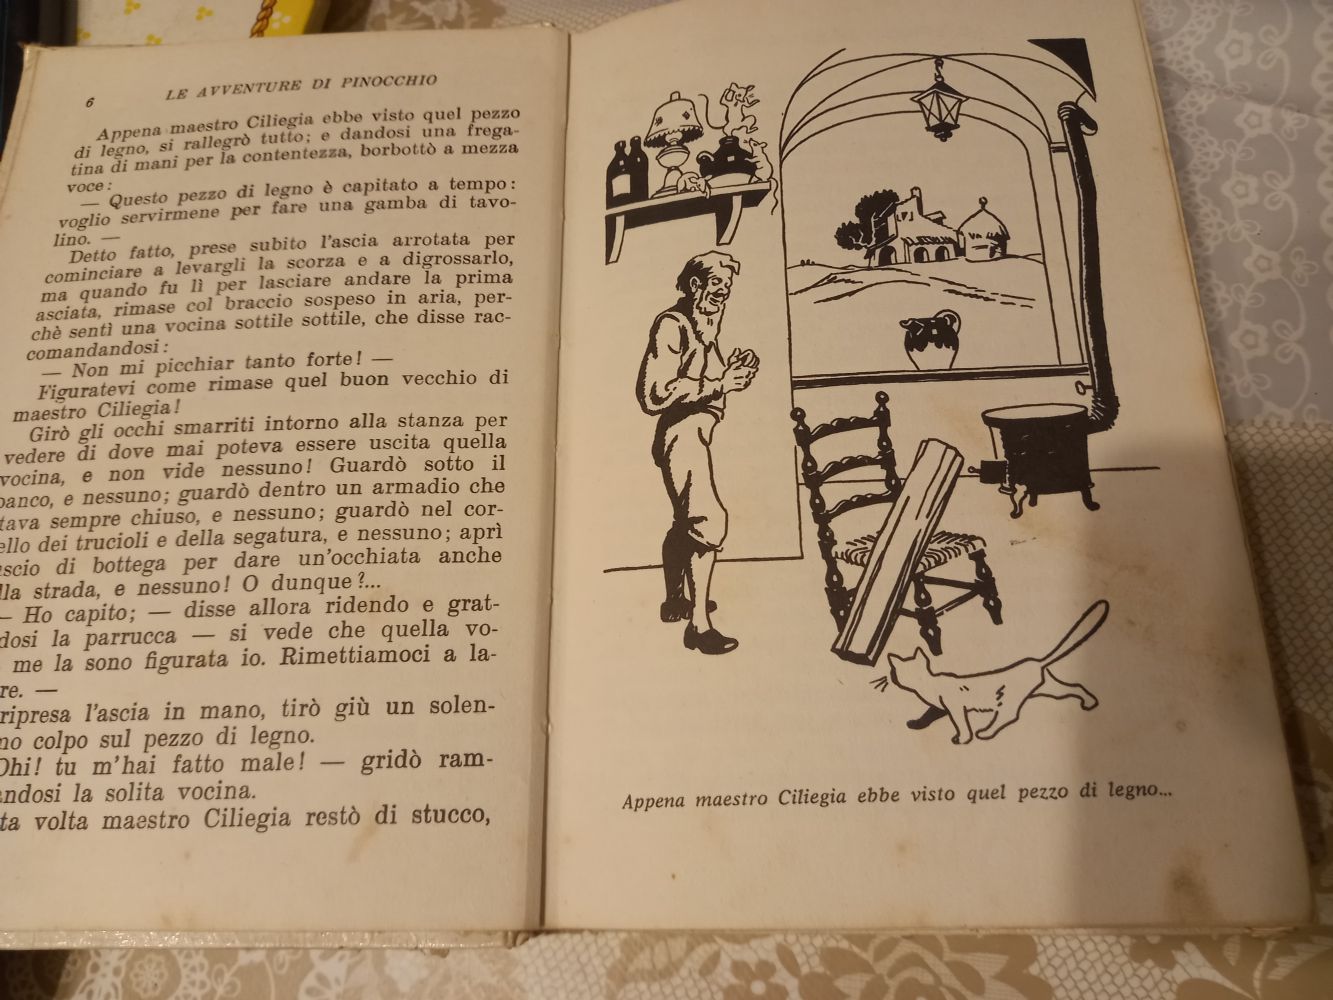 6 LE AVVENTURE DI PINOCCHIO
Appena maestro Ciliegia ebbe visto quel pezzo
di legno, si rallegrò tutto; e dandosi una frega-
tina di mani per la contentezza, borbottò a mezza
voce:
— Questo pezzo di legno è capitato a tempo:
voglio servirmene per fare una gamba di tavo-
lino. —
Detto fatto, prese subito l'ascia arrotata per
cominciare a levargli la scorza e a digrossarlo,
ma quando fu lì per lasciare andare la prima
asciata, rimase col braccio sospeso in aria, per-
chè sentì una vocina sottile sottile, che disse rac-
comandandosi:
— Non mi picchiar tanto forte! —
Figuratevi come rimase quel buon vecchio di
maestro Ciliegia!
Girò gli occhi smarriti intorno alla stanza per
vedere di dove mai poteva essere uscita quella
vocina, e non vide nessuno! Guardò sotto il
banco, e nessuno; guardò dentro un armadio che
tava sempre chiuso, e nessuno; guardò nel cor-
ello dei trucioli e della segatura, e nessuno; aprì
uscio di bottega per dare un'occhiata anche
lla strada, e nessuno! O dunque?...
— Ho capito; — disse allora ridendo e grat-
dosi la parrucca — si vede che quella vo-
me la sono figurata io. Rimettiamoci a la-
re. —
ripresa l'ascia in mano, tirò giù un solen-
mo colpo sul pezzo di legno.
Ohi! tu m'hai fatto male! — gridò ram-
andosi la solita vocina.
ta volta maestro Ciliegia restò di stucco,
Appena maestro Ciliegia ebbe visto quel pezzo di legno...